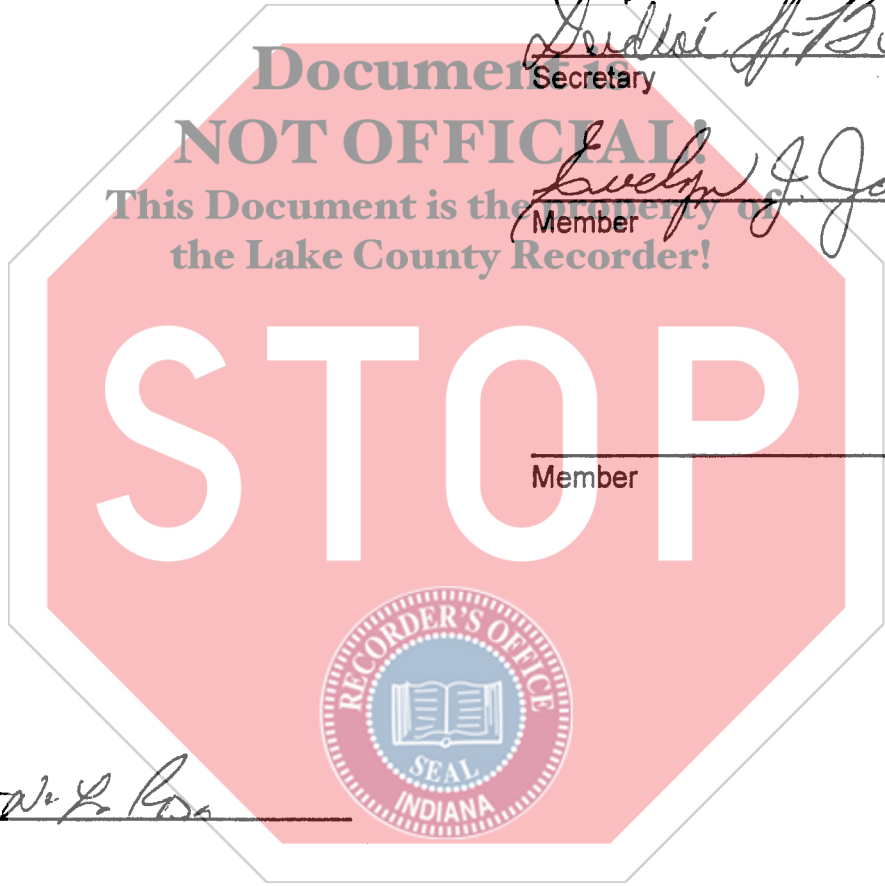 Document is
Secretary
NOT OFFICIAL!
Evelyn J.
This Document is the property of
Member
the Lake County Recorder!
STOP
Member
RECORDER'S OFFICE
SEAL
INDIANA